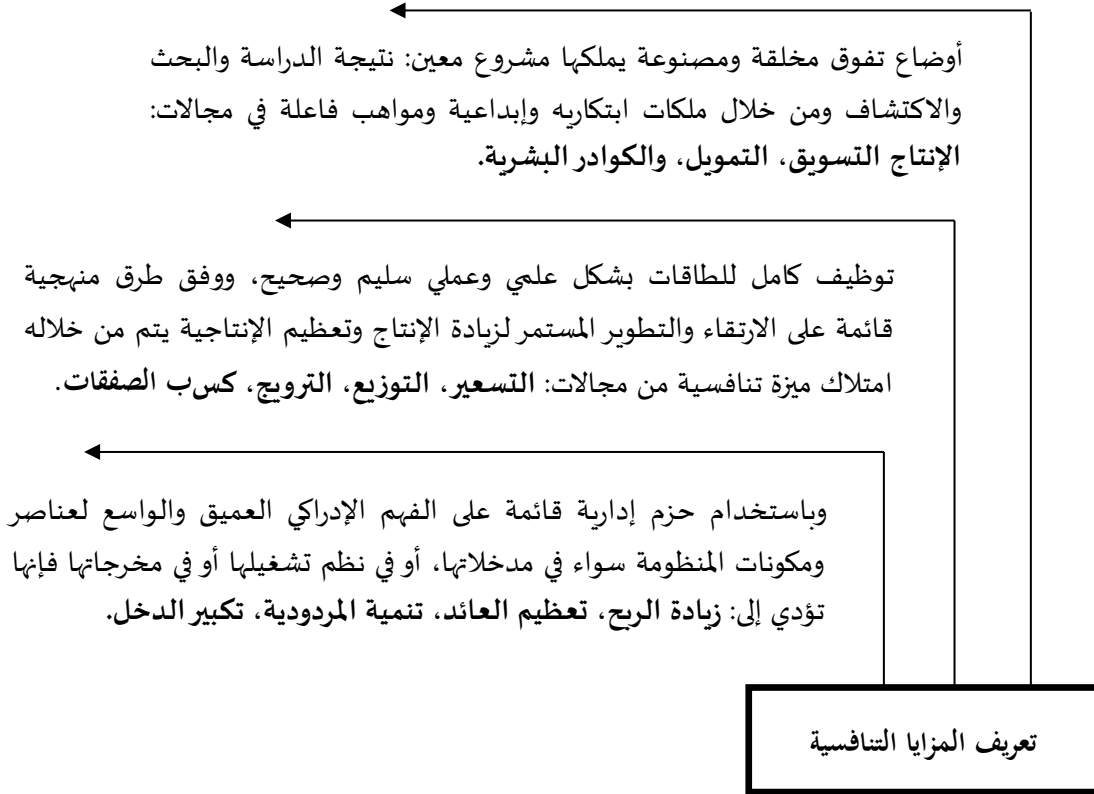 أوضاع تفوق مخلقة ومصنوعة يملكها مشروع معين: نتيجة الدراسة والبحث
والاكتشاف ومن خلال ملكات ابتكاريه وإبداعية ومواهب فاعلة في مجالات:
الإنتاج التسويق، التمويل، والكوادر البشرية.
توظيف كامل للطاقات بشكل علمي وعملي سليم وصحيح، ووفق طرق منهجية
قائمة على الارتقاء والتطوير المستمر لزيادة الإنتاج وتعظيم الإنتاجية يتم من خلاله
امتلاك ميزة تنافسية من مجالات: التسعير، التوزيع، الترويج، كسب الصفقات.
وباستخدام حزم إدارية قائمة على الفهم الإدراكي العميق والواسع لعناصر
ومكونات المنظومة سواء في مدخلاتها، أو في نظم تشغيلها أو في مخرجاتها فإنها
تؤدي إلى: زيادة الربح، تعظيم العائد، تنمية المردودية، تكبير الدخل.
تعريف المزايا التنافسية